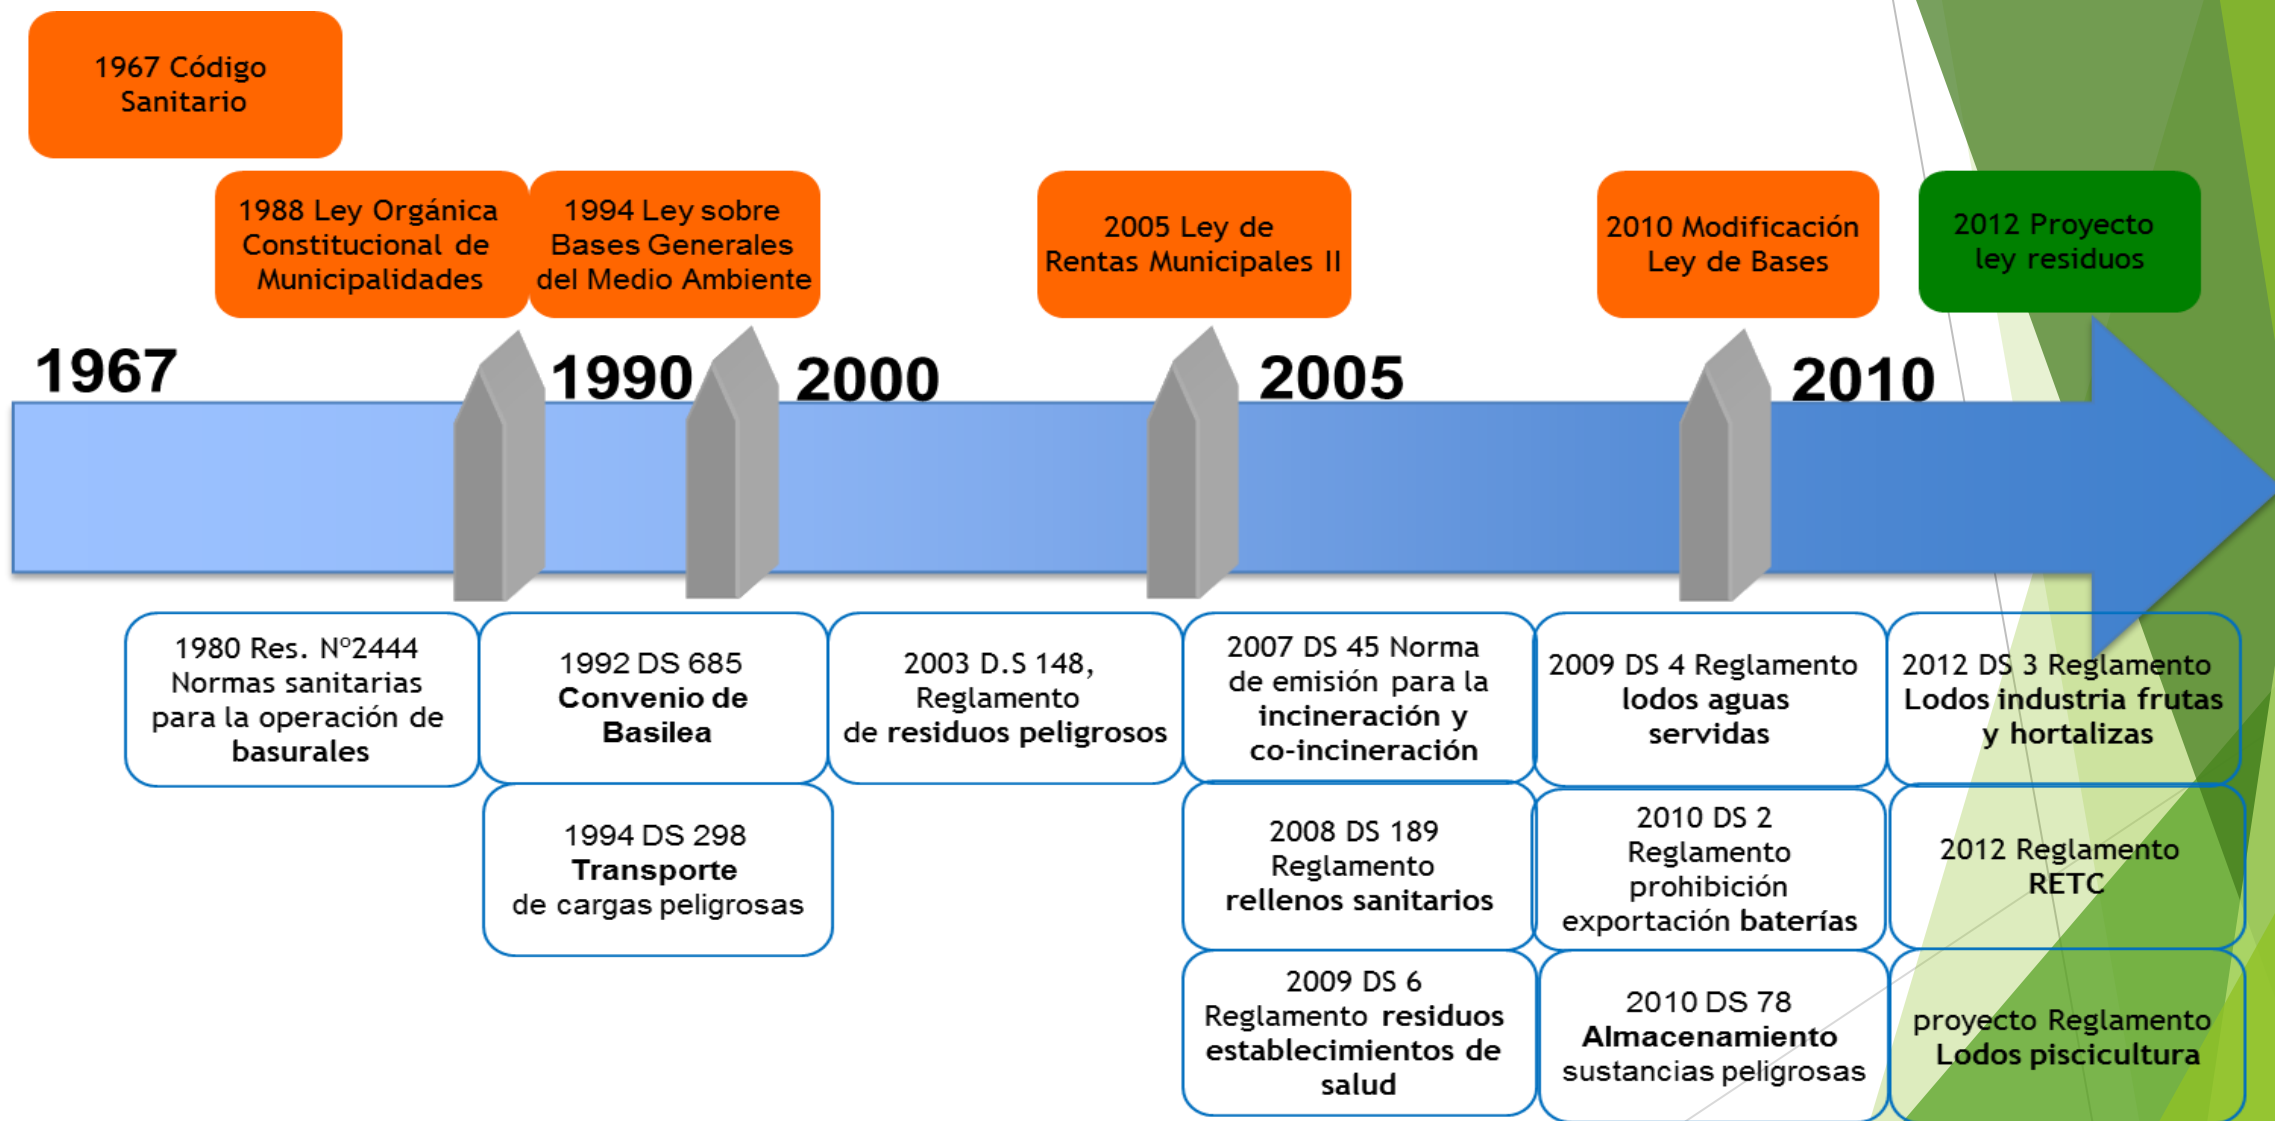 1967 Código
Sanitario
1988 Ley Orgánica
Constitucional de
Municipalidades
1994 Ley sobre
Bases Generales
del Medio Ambiente
2005 Ley de
Rentas Municipales II
2010 Modificación
Ley de Bases
2012 Proyecto
ley residuos
1967
1990
2000
2005
2010
1980 Res. Nº2444
Normas sanitarias
para la operación de
basurales
1992 DS 685
Convenio de
Basilea
2003 D.S 148,
Reglamento
de residuos peligrosos
2007 DS 45 Norma
de emisión para la
incineración y
co-incineración
2009 DS 4 Reglamento
lodos aguas
servidas
2012 DS 3 Reglamento
Lodos industria frutas
y hortalizas
1994 DS 298
Transporte
de cargas peligrosas
2008 DS 189
Reglamento
rellenos sanitarios
2010 DS 2
Reglamento
prohibición
exportación baterías
2012 Reglamento
RETC
2009 DS 6
Reglamento residuos
establecimientos de
salud
2010 DS 78
Almacenamiento
sustancias peligrosas
proyecto Reglamento
Lodos piscicultura